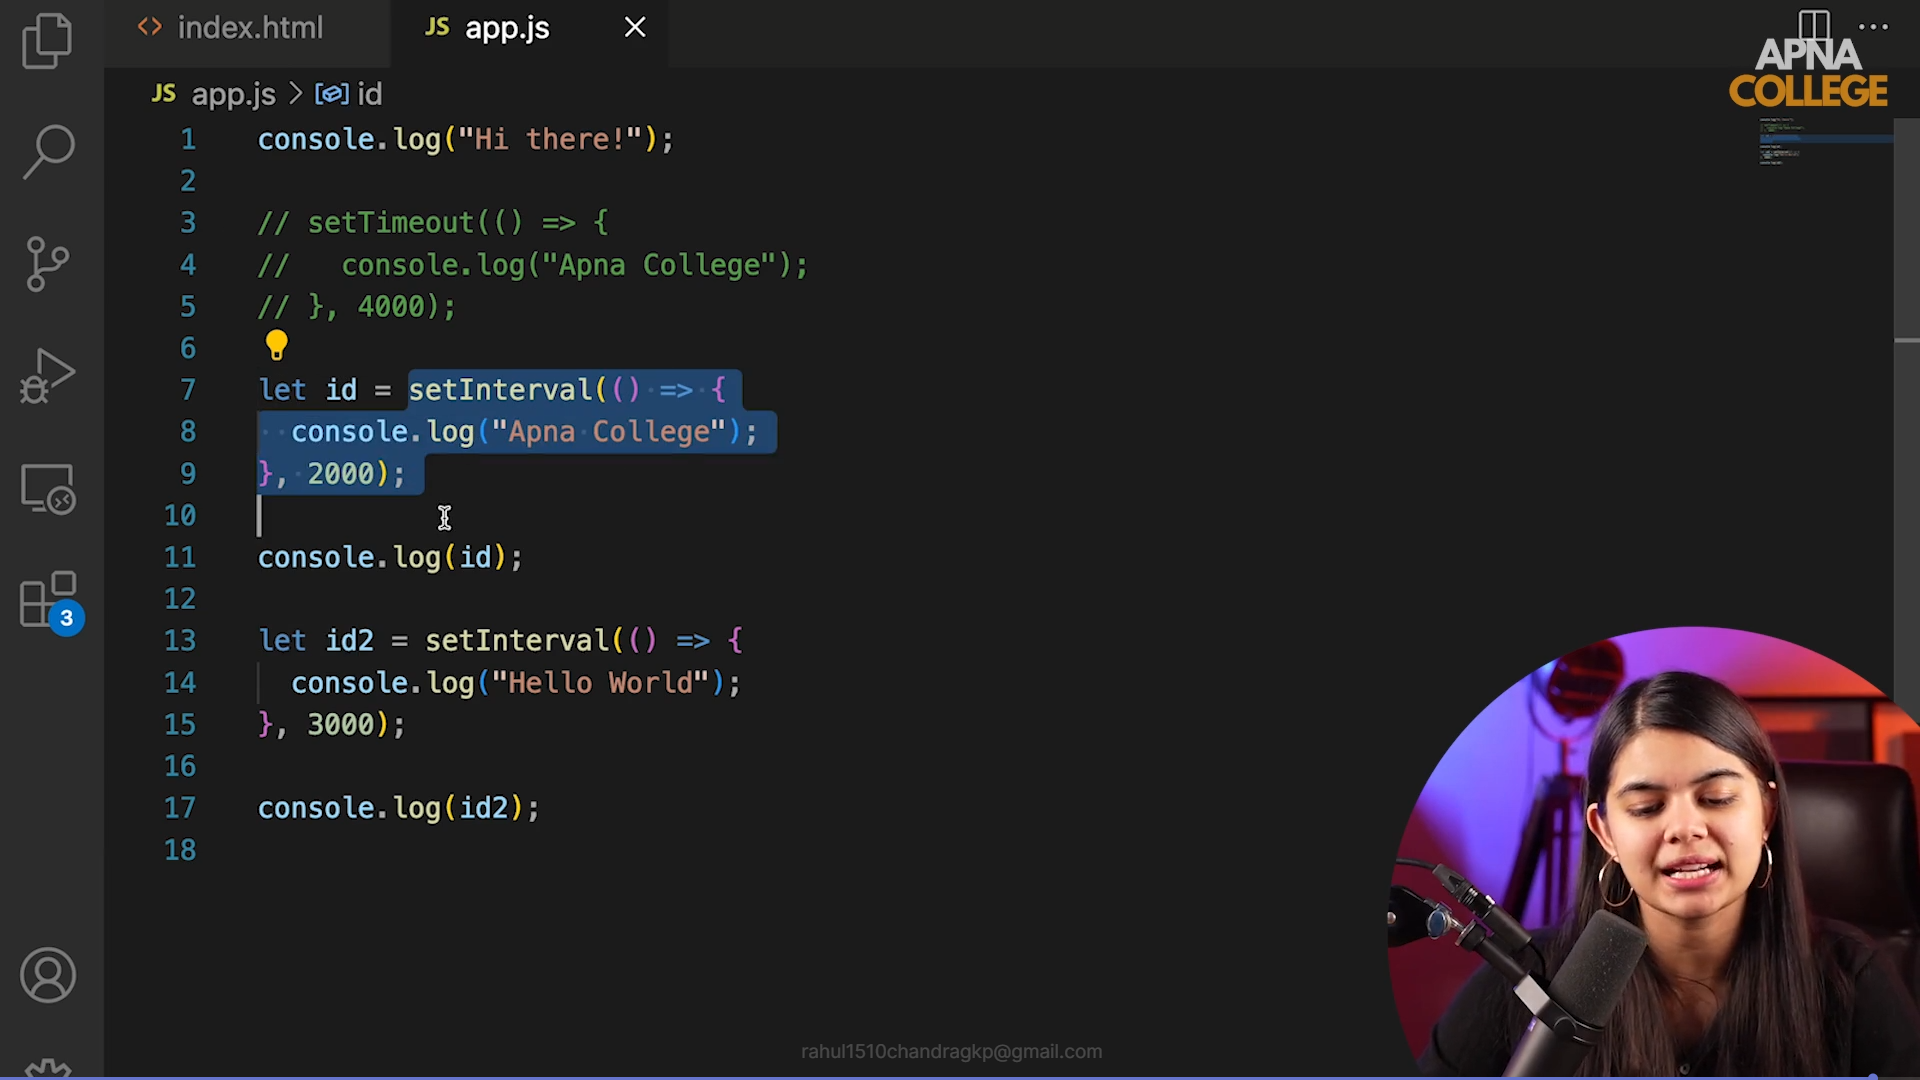 index.html
JS app.js
APNA
COLLEGE
JS app.js > id
1 console.log("Hi there!");
2
3 // setTimeout(() => {
4 //   console.log("Apna College");
5 // }, 4000);
6
7 let id = setInterval(() => {
8   console.log("Apna College");
9 }, 2000);
10
11 console.log(id);
12
13 let id2 = setInterval(() => {
14   console.log("Hello World");
15 }, 3000);
16
17 console.log(id2);
18
3
rahul1510chandragkp@gmail.com